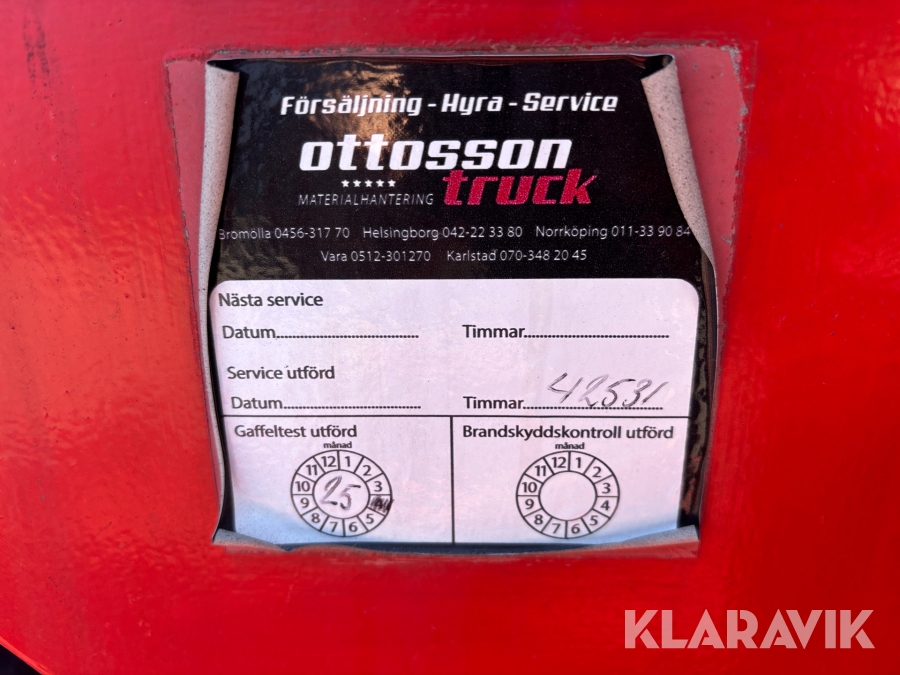 Försäljning - Hyra - Service
ottosson
truck
MATERIALHANTERING
Bromölla 0456-317 70 Helsingborg 042-22 33 80 Norrköping 011-33 90 84
Vara 0512-301270 Karlstad 070-348 20 45
Nästa service
Datum.................................... Timmar....................................
Service utförd
Datum.................................... Timmar 42531
Gaffeltest utförd Brandskyddskontroll utförd
månad månad
12 1 2 3 5 6 7 8 9 10 11
25
12 1 2 3 4 5 6 7 8 9 10 11
KLARAVIK